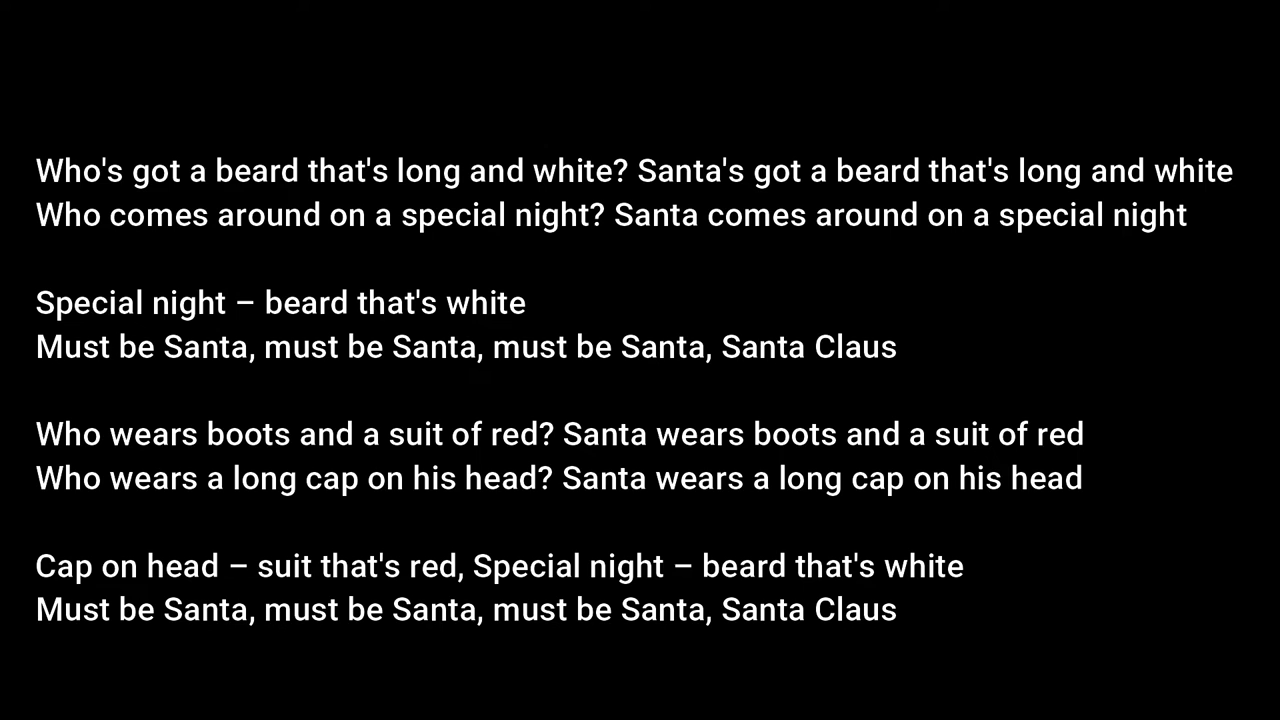 Who's got a beard that's long and white? Santa's got a beard that's long and white
Who comes around on a special night? Santa comes around on a special night
Special night – beard that's white
Must be Santa, must be Santa, must be Santa, Santa Claus
Who wears boots and a suit of red? Santa wears boots and a suit of red
Who wears a long cap on his head? Santa wears a long cap on his head
Cap on head – suit that's red, Special night – beard that's white
Must be Santa, must be Santa, must be Santa, Santa Claus